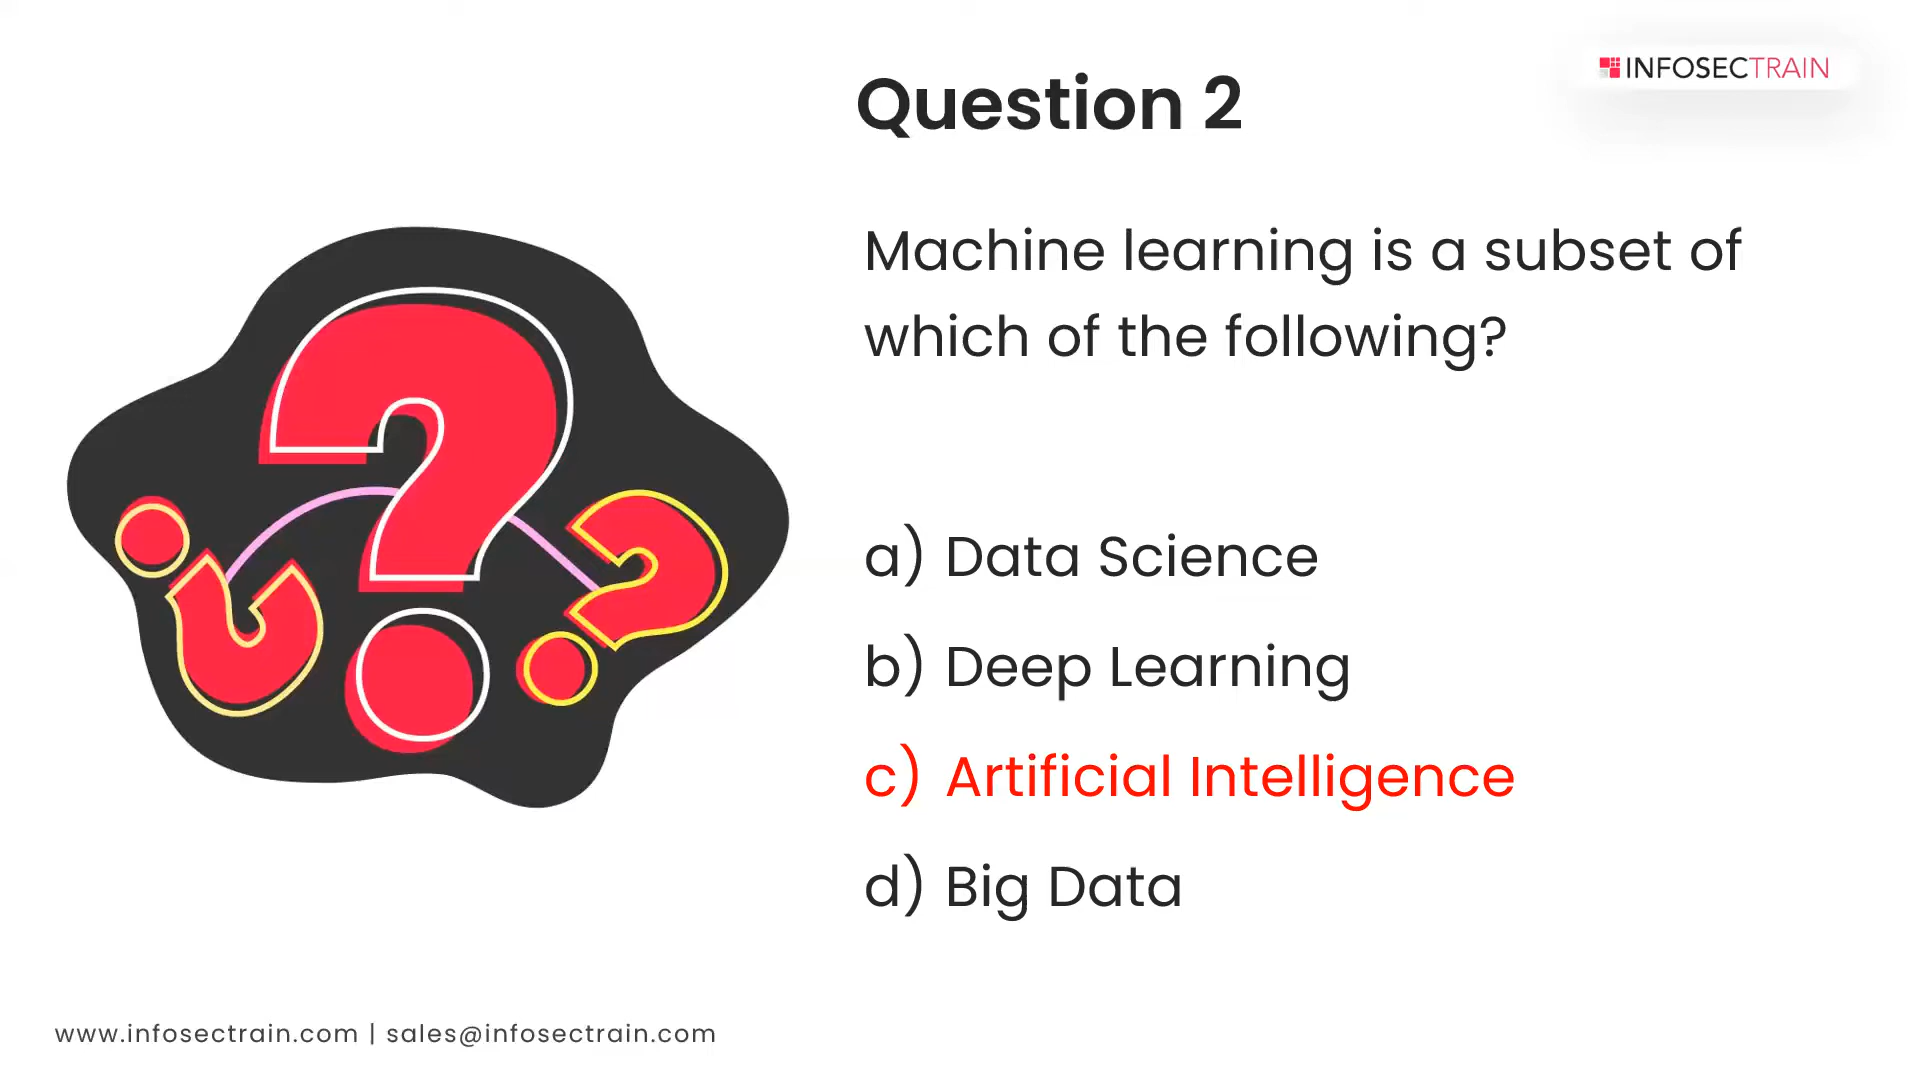 INFOSECTRAIN
Question 2
Machine learning is a subset of
which of the following?
a) Data Science
b) Deep Learning
c) Artificial Intelligence
d) Big Data
www.infosectrain.com | sales@infosectrain.com